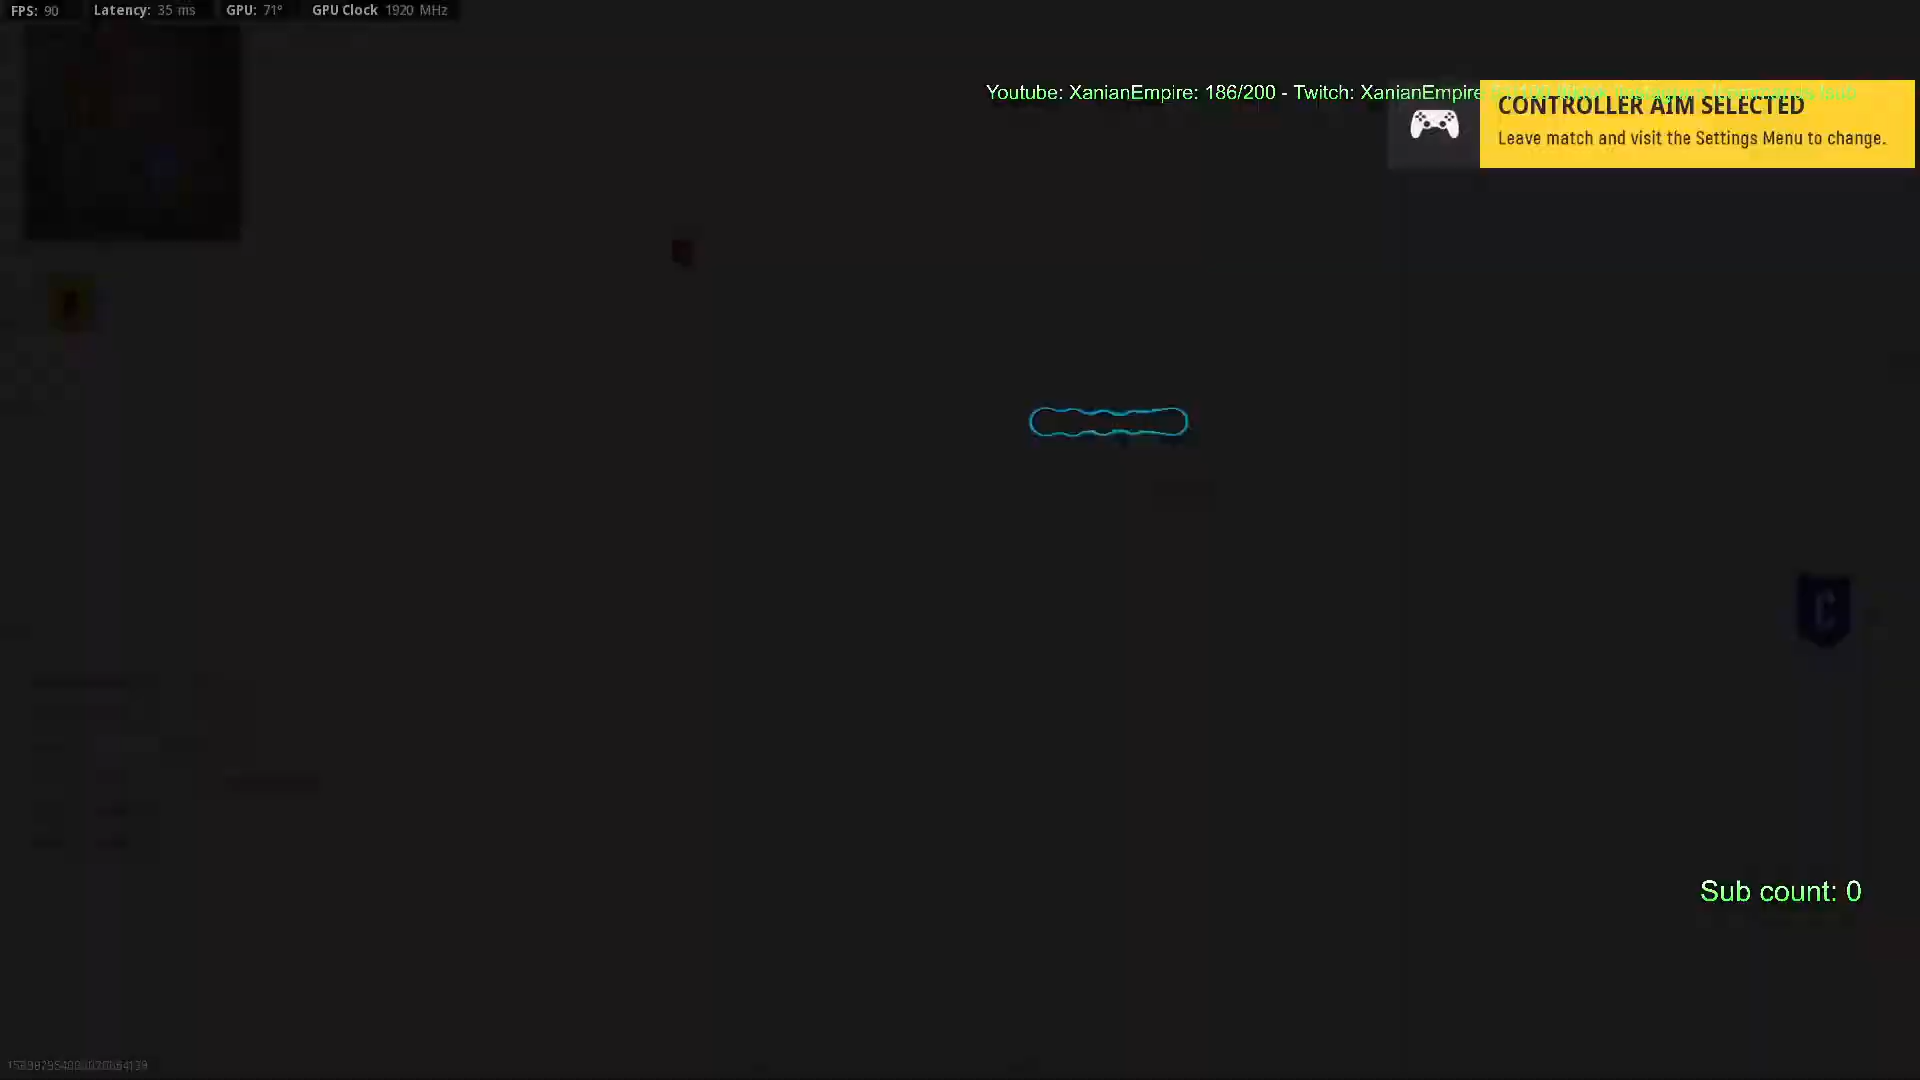 FPS: 90 Latency: 35 ms GPU: 71° GPU Clock 1920 MHz
Youtube: XanianEmpire: 186/200 - Twitch: XanianEmpire
CONTROLLER AIM SELECTED
Leave match and visit the Settings Menu to change.
C
Sub count: 0